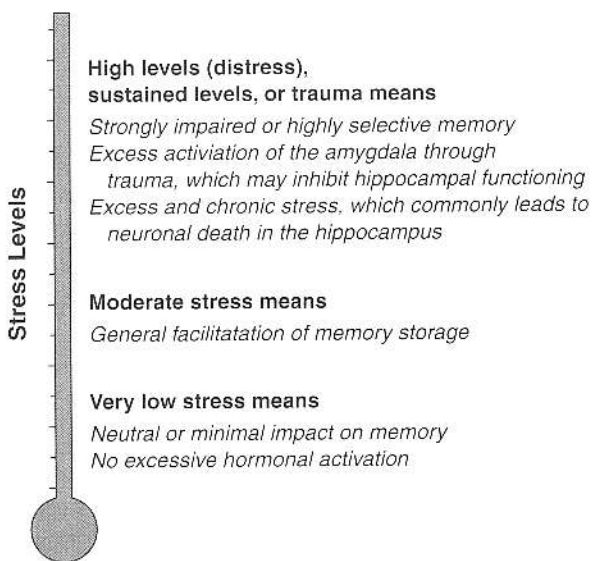 High levels (distress),
sustained levels, or trauma means
Strongly impaired or highly selective memory
Excess activiation of the amygdala through
trauma, which may inhibit hippocampal functioning
Excess and chronic stress, which commonly leads to
neuronal death in the hippocampus
Moderate stress means
General facilitatation of memory storage
Very low stress means
Neutral or minimal impact on memory
No excessive hormonal activation
Stress Levels